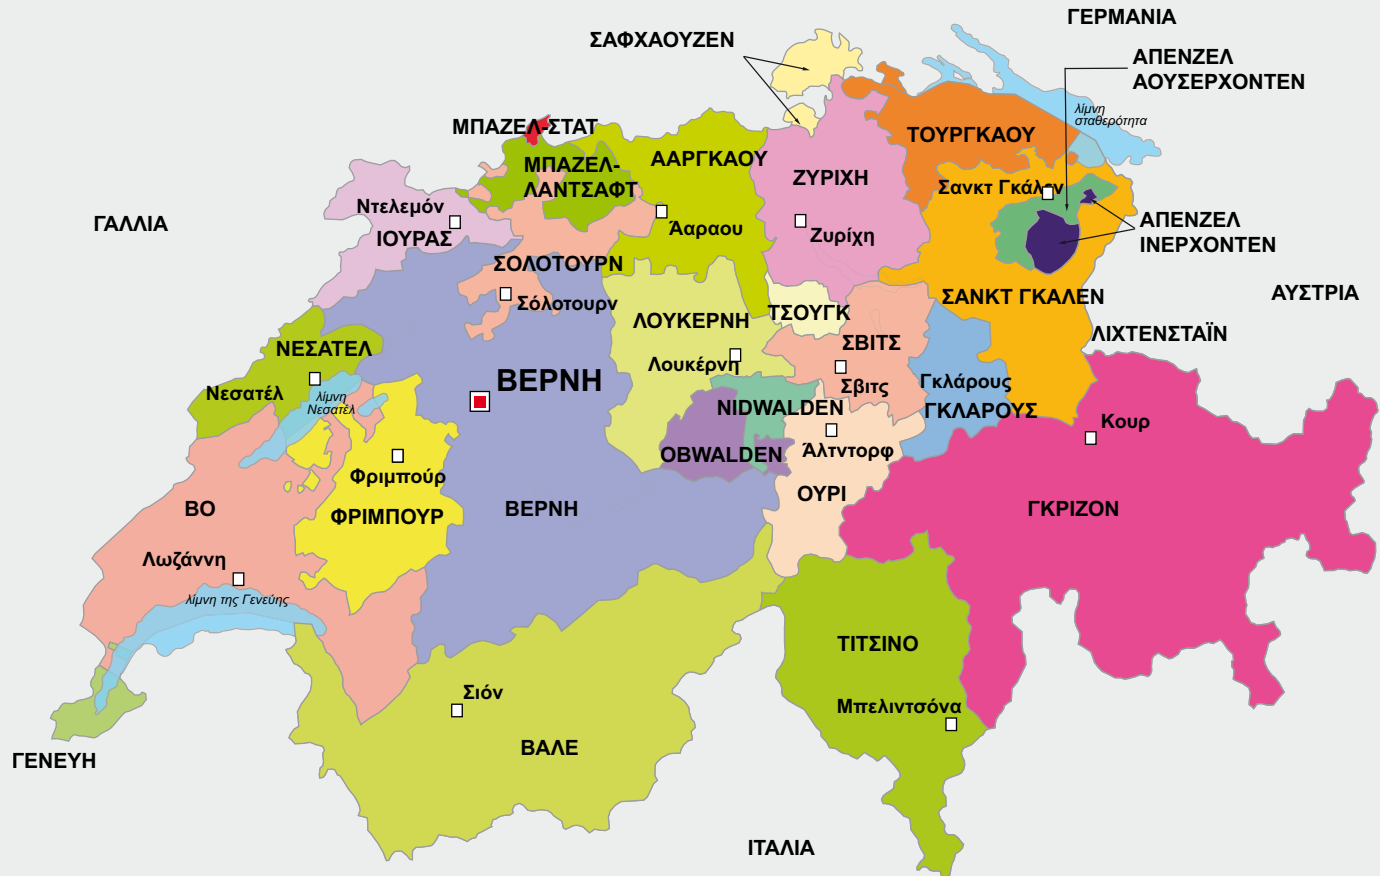 ΓΕΡΜΑΝΙΑ
ΣΑΦΧΑΟΥΖΕΝ
ΑΠΕΝΖΕΛ
ΑΟΥΣΕΡΧΟΝΤΕΝ
λίμνη
σταθερότητα
ΜΠΑΖΕΛ-ΣΤΑΤ
ΤΟΥΡΓΚΑΟΥ
ΜΠΑΖΕΛ-
ΛΑΝΤΣΑΦΤ
ΑΑΡΓΚΑΟΥ
ΖΥΡΙΧΗ
Σανκτ Γκάλεν
Ντελεμόν
ΓΑΛΛΙΑ
ΙΟΥΡΑΣ
Άαραου
Ζυρίχη
ΑΠΕΝΖΕΛ
ΙΝΕΡΧΟΝΤΕΝ
ΣΟΛΟΤΟΥΡΝ
Σόλοτουρν
ΣΑΝΚΤ ΓΚΑΛΕΝ
ΑΥΣΤΡΙΑ
ΛΟΥΚΕΡΝΗ
ΤΣΟΥΓΚ
ΛΙΧΤΕΝΣΤΑΪΝ
ΝΕΣΑΤΕΛ
ΣΒΙΤΣ
Λουκέρνη
Νεσατέλ
λίμνη
Νεσατέλ
ΒΕΡΝΗ
Σβιτς
Γκλάρους
ΓΚΛΑΡΟΥΣ
NIDWALDEN
Κουρ
OBWALDEN
Άλτντορφ
Φριμπούρ
ΟΥΡΙ
ΒΟ
ΦΡΙΜΠΟΥΡ
ΒΕΡΝΗ
ΓΚΡΙΖΟΝ
Λωζάννη
λίμνη της Γενεύης
ΤΙΤΣΙΝΟ
Σιόν
Μπελιντσόνα
ΒΑΛΕ
ΓΕΝΕΥΗ
ΙΤΑΛΙΑ